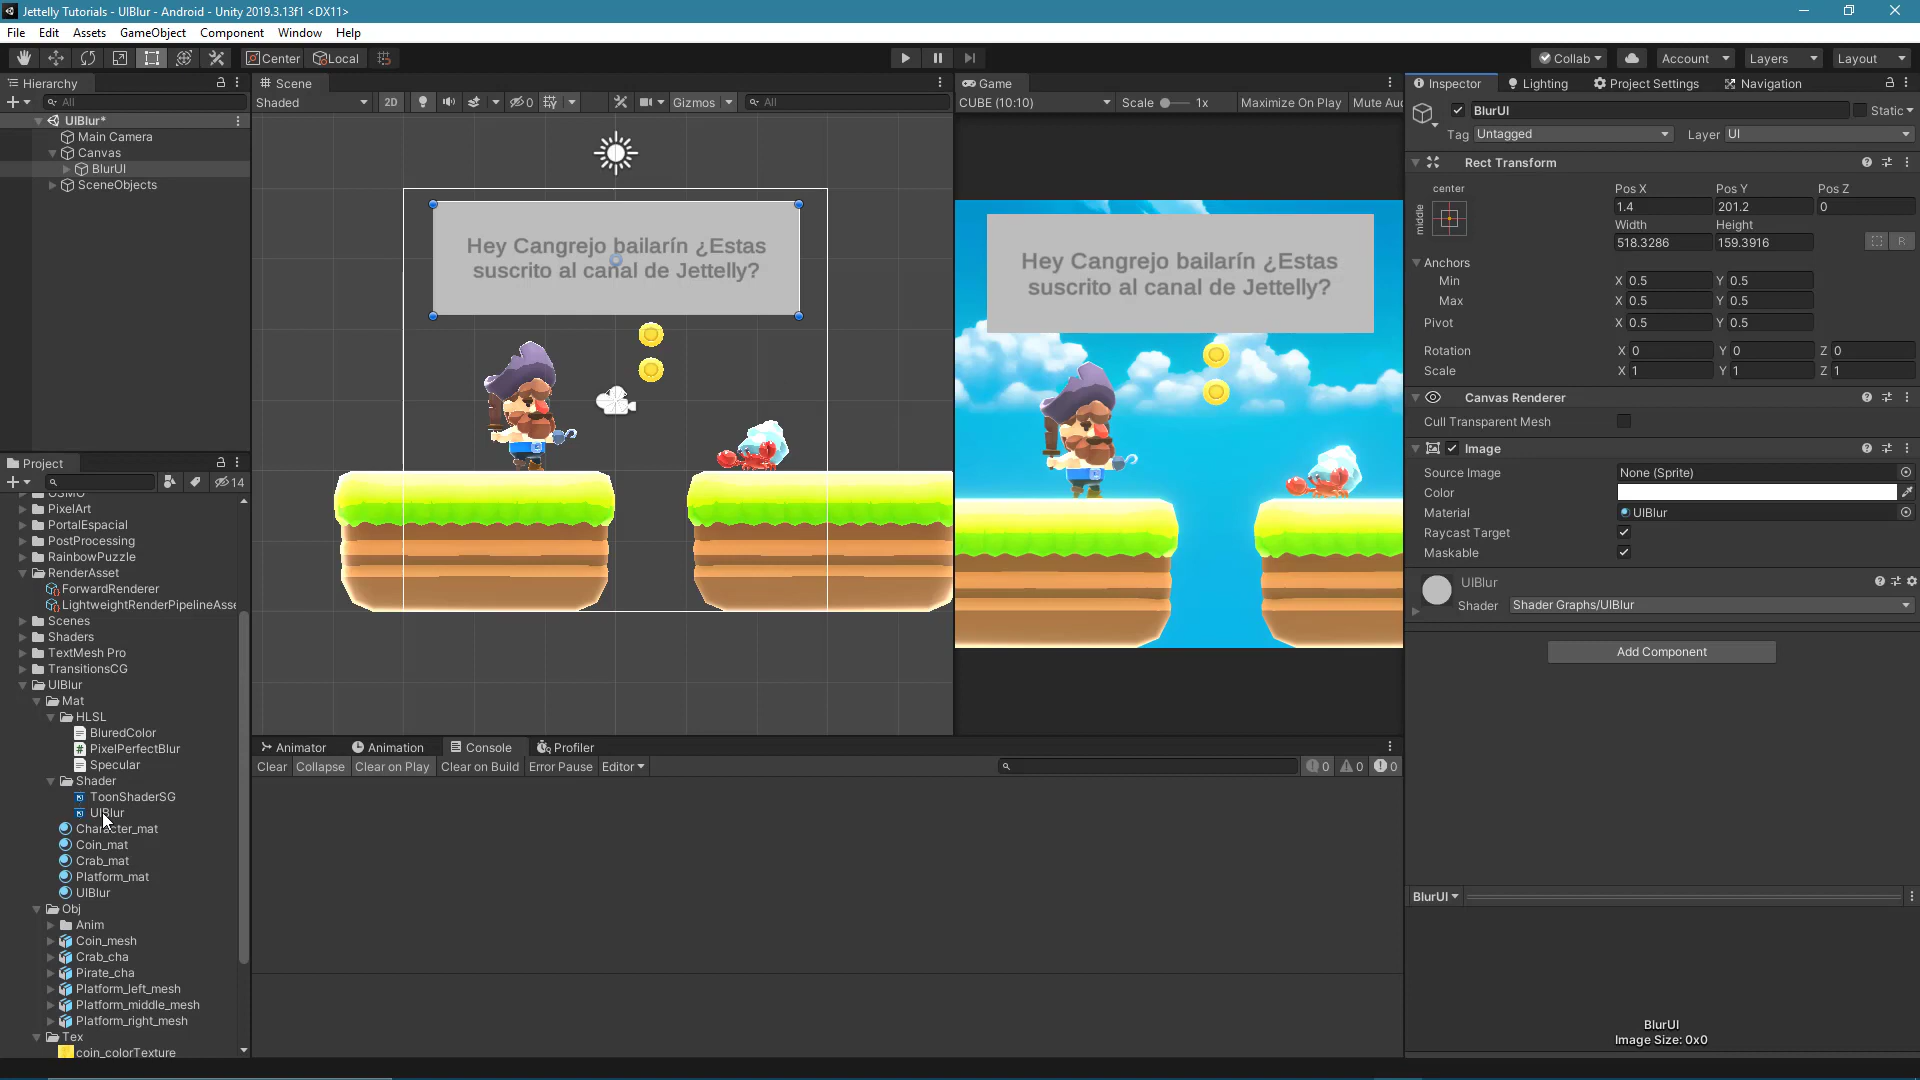 Jettelly Tutorials - UIBlur - Android - Unity 2019.3.13f1 <DX11>
File Edit Assets GameObject Component Window Help
Center Local Collab Account Layers Layout
Hierarchy
All
UIBlur*
Main Camera
Canvas
BlurUI
SceneObjects
Scene
Shaded 2D 0 Gizmos All
Hey Cangrejo bailarín ¿Estas
suscrito al canal de Jettelly?
Game
CUBE (10:10) Scale 1x Maximize On Play Mute Auc
Hey Cangrejo bailarín ¿Estas
suscrito al canal de Jettelly?
Project
14
PixelArt
PortalEspacial
PostProcessing
RainbowPuzzle
RenderAsset
ForwardRenderer
LightweightRenderPipelineAsse
Scenes
Shaders
TextMesh Pro
TransitionsCG
UIBlur
Mat
HLSL
BluredColor
PixelPerfectBlur
Specular
Shader
ToonShaderSG
UIBlur
Character_mat
Coin_mat
Crab_mat
Platform_mat
UIBlur
Obj
Anim
Coin_mesh
Crab_cha
Pirate_cha
Platform_left_mesh
Platform_middle_mesh
Platform_right_mesh
Tex
coin_colorTexture
Animator Animation Console Profiler
Clear Collapse Clear on Play Clear on Build Error Pause Editor 0 0 0
Inspector Lighting Project Settings Navigation
BlurUI Static
Tag Untagged Layer UI
Rect Transform
center
middle
Pos X Pos Y Pos Z
1.4 201.2 0
Width Height
518.3286 159.3916 R
Anchors
Min X 0.5 Y 0.5
Max X 0.5 Y 0.5
Pivot X 0.5 Y 0.5
Rotation X 0 Y 0 Z 0
Scale X 1 Y 1 Z 1
Canvas Renderer
Cull Transparent Mesh
Image
Source Image None (Sprite)
Color
Material UIBlur
Raycast Target
Maskable
UIBlur
Shader Shader Graphs/UIBlur
Add Component
BlurUI
BlurUI
Image Size: 0x0